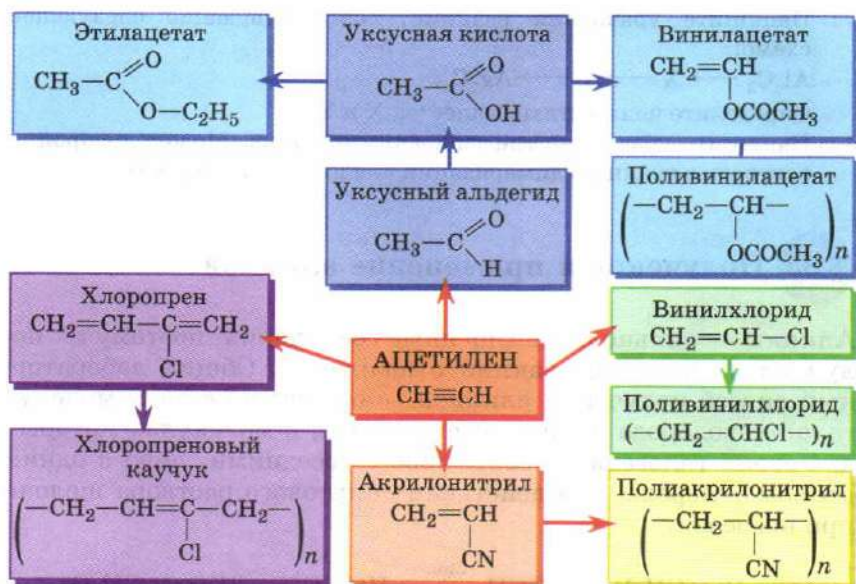 Этилацетат
CH₃—C
O
O—C₂H₅
Уксусная кислота
CH₃—C
O
OH
Винилацетат
CH₂=CH
OCOCH₃
Уксусный альдегид
CH₃—C
O
H
Поливинилацетат
(—CH₂—CH—
OCOCH₃)n
Хлоропрен
CH₂=CH—C=CH₂
Cl
АЦЕТИЛЕН
CH≡CH
Винилхлорид
CH₂=CH—Cl
Поливинилхлорид
(—CH₂—CHCl—)n
Хлоропреновый
каучук
(—CH₂—CH=C—CH₂—)n
Cl
Акрилонитрил
CH₂=CH
CN
Полиакрилонитрил
(—CH₂—CH—)n
CN